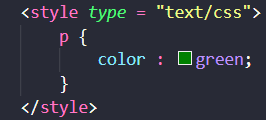 <style type = "text/css">
p {
color : green;
}
</style>